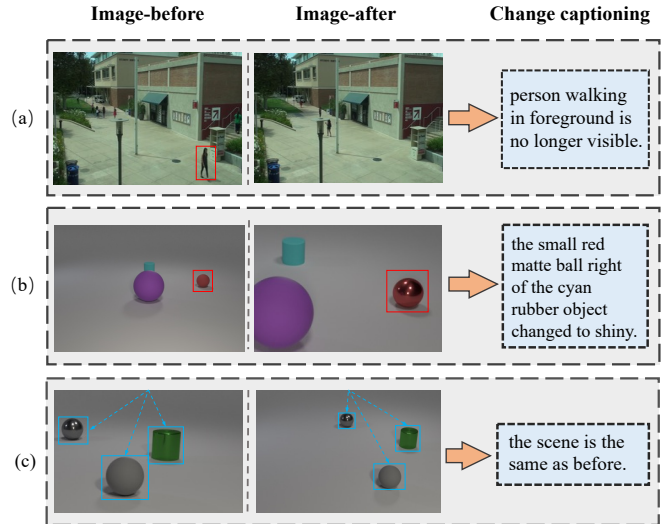 Image-before Image-after Change captioning
(a)
person walking
in foreground is
no longer visible.
(b)
the small red
matte ball right
of the cyan
rubber object
changed to shiny.
(c)
the scene is the
same as before.